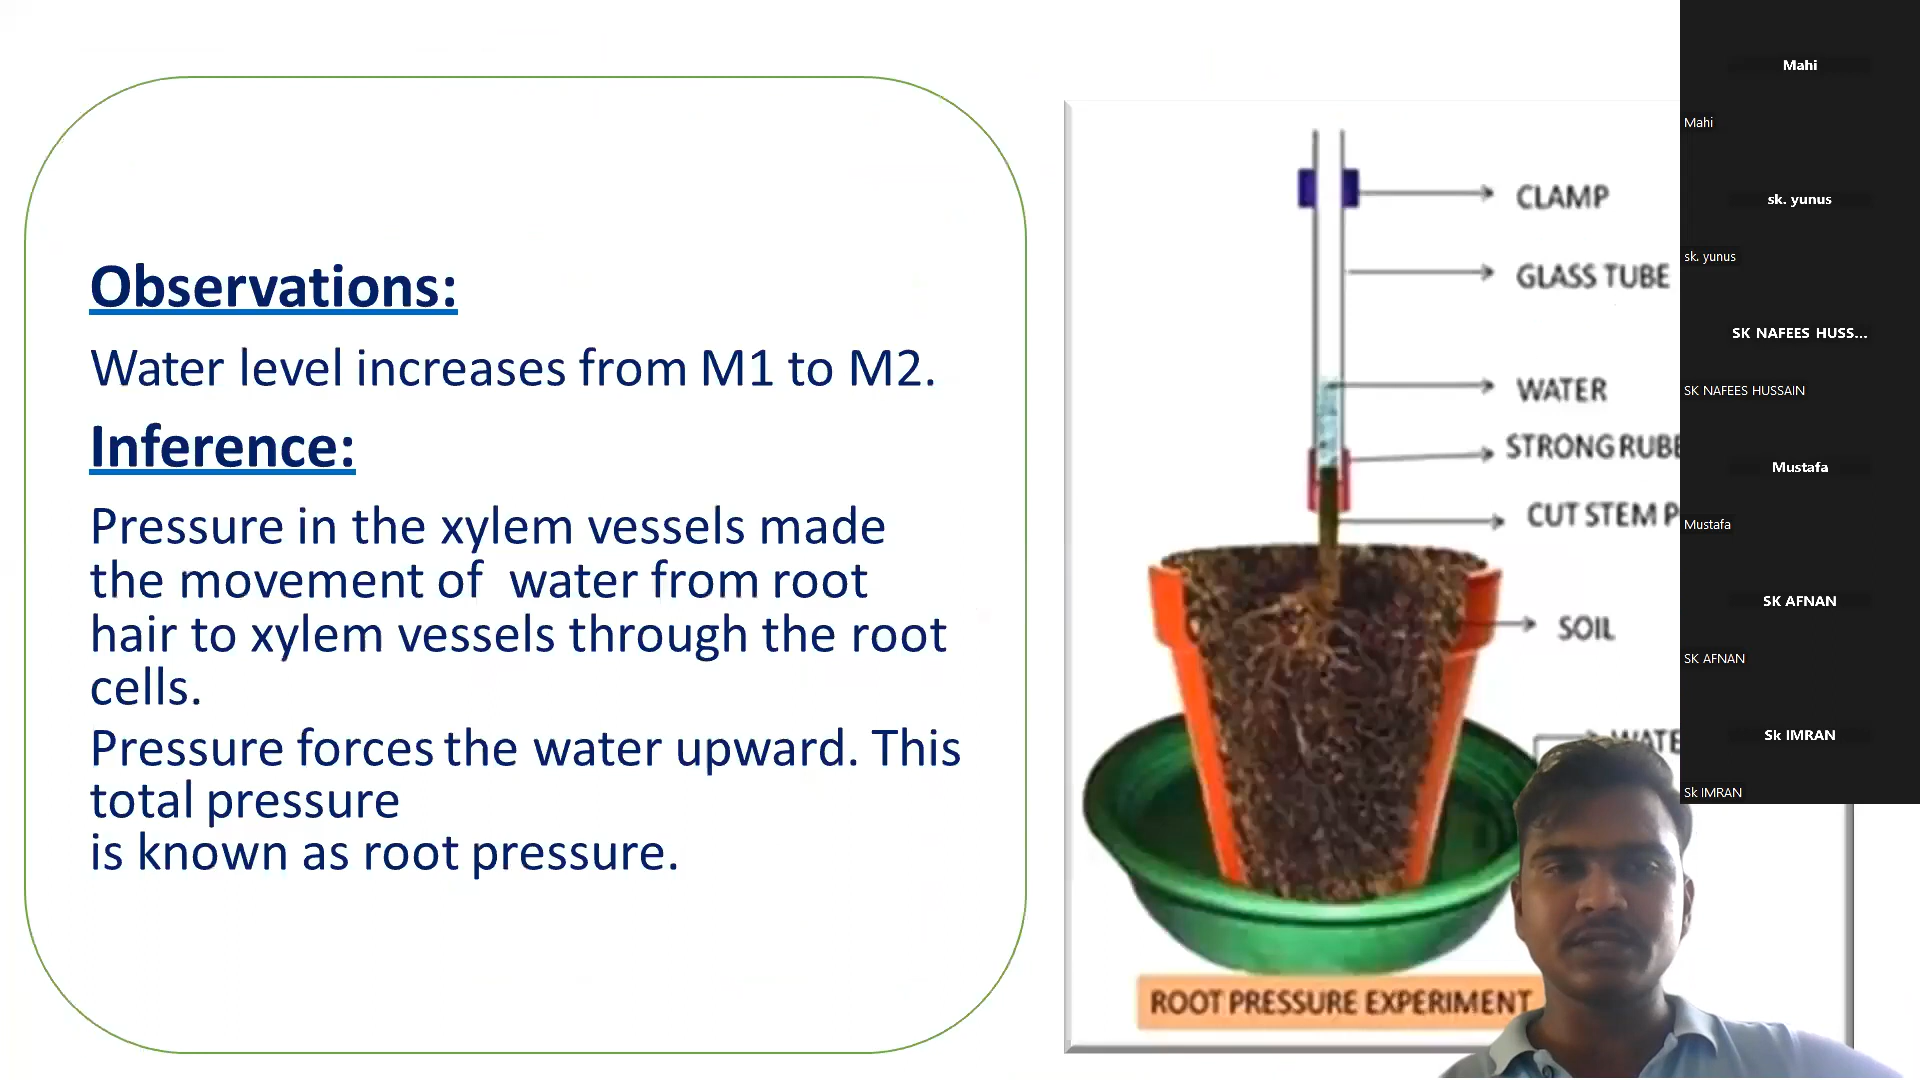 Observations:
Water level increases from M1 to M2.
Inference:
Pressure in the xylem vessels made
the movement of water from root
hair to xylem vessels through the root
cells.
Pressure forces the water upward. This
total pressure
is known as root pressure.
CLAMP
GLASS TUBE
WATER
STRONG RUBB
CUT STEM P
SOIL
WATE
ROOT PRESSURE EXPERIMENT
Mahi
Mahi
sk. yunus
sk. yunus
SK NAFEES HUSS...
SK NAFEES HUSSAIN
Mustafa
Mustafa
SK AFNAN
SK AFNAN
Sk IMRAN
Sk IMRAN